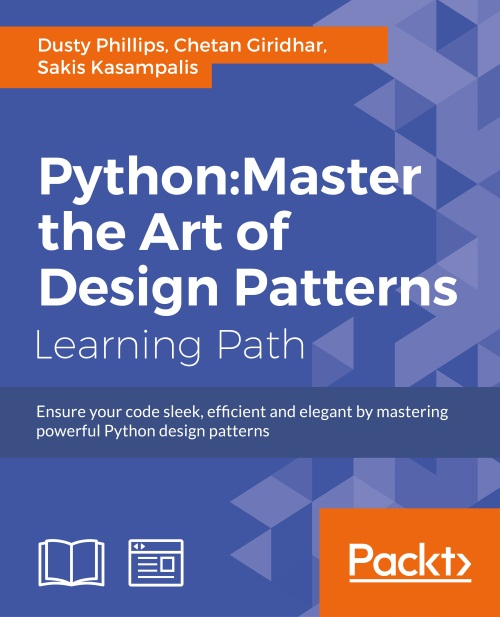 Dusty Phillips, Chetan Giridhar,
Sakis Kasampalis
Python:Master
the Art of
Design Patterns
Learning Path
Ensure your code sleek, efficient and elegant by mastering
powerful Python design patterns
Packt>